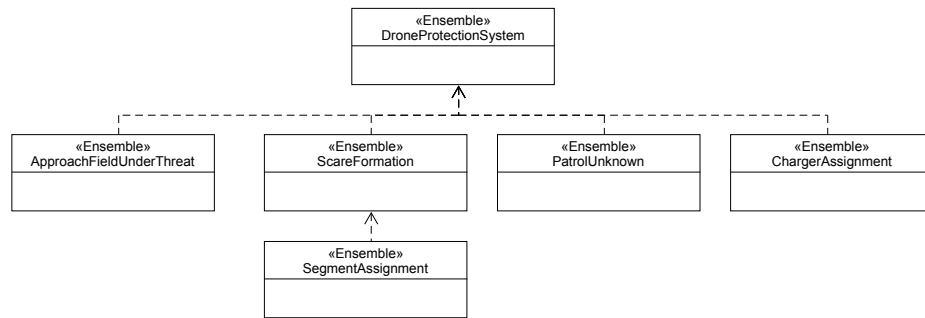 «Ensemble»
DroneProtectionSystem
«Ensemble»
ApproachFieldUnderThreat
«Ensemble»
ScareFormation
«Ensemble»
PatrolUnknown
«Ensemble»
ChargerAssignment
«Ensemble»
SegmentAssignment